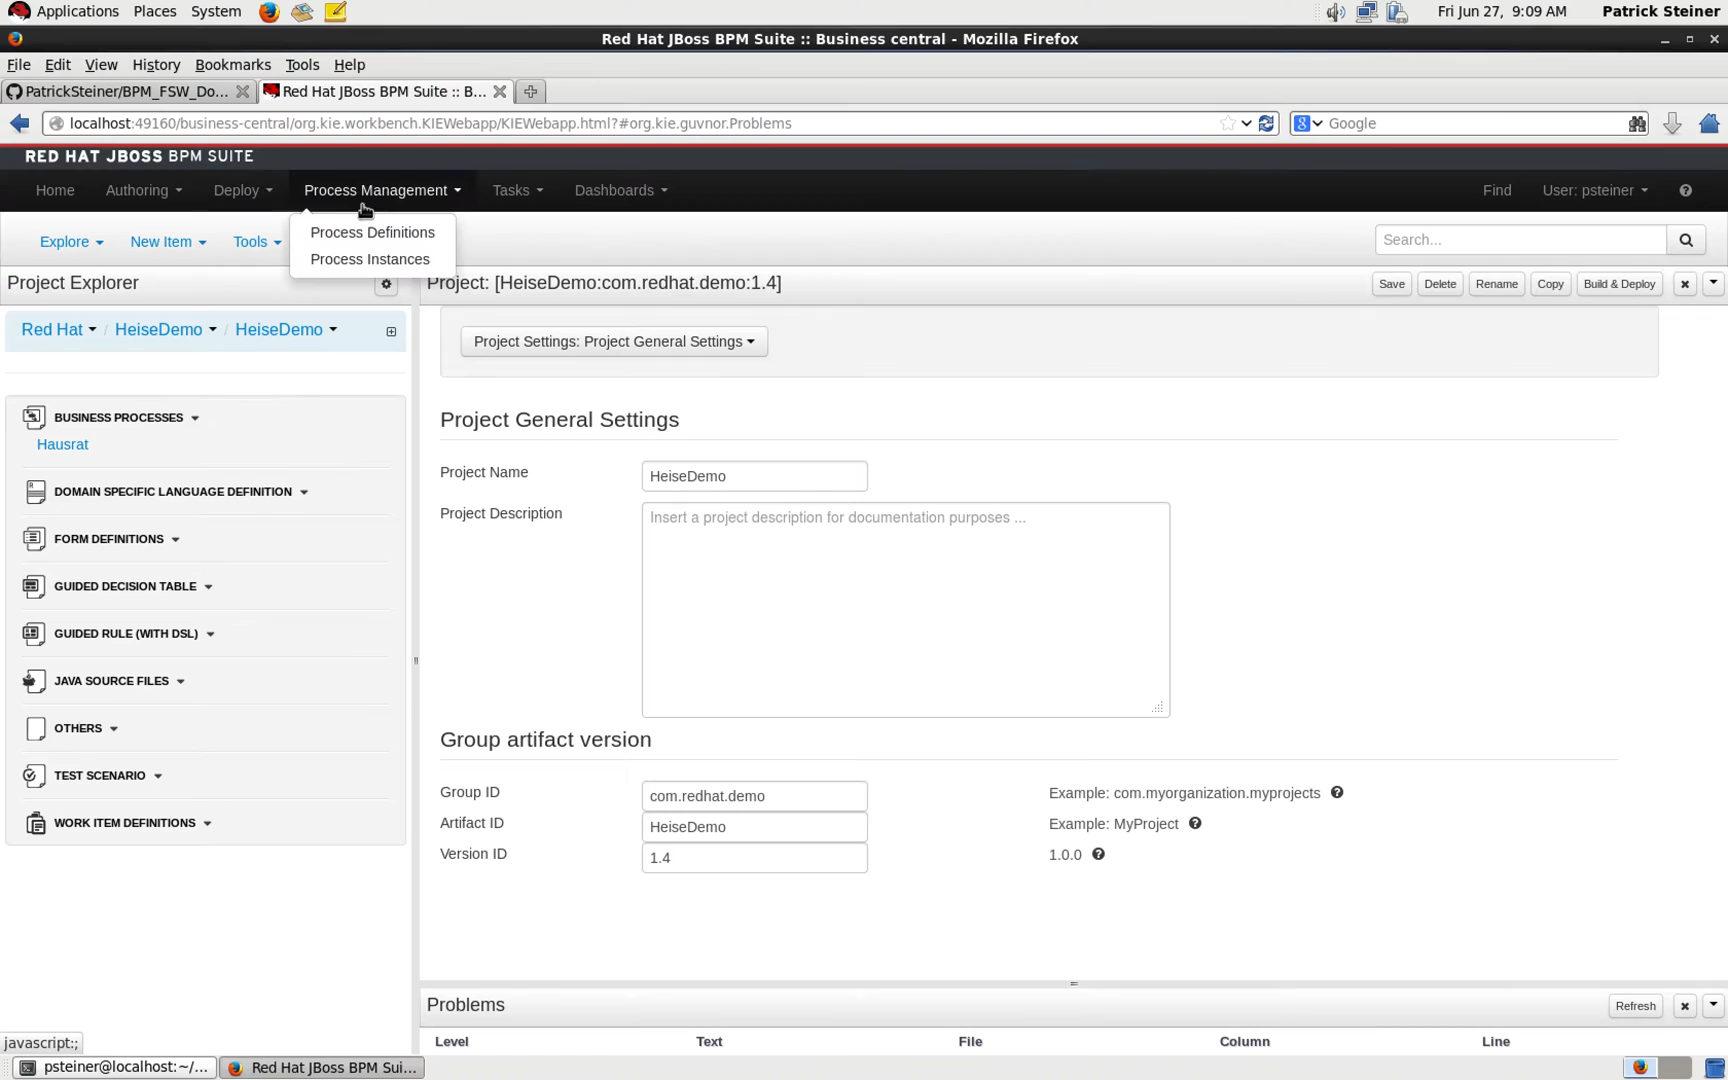 Applications Places System Fri Jun 27, 9:09 AM Patrick Steiner
Red Hat JBoss BPM Suite :: Business central - Mozilla Firefox
File Edit View History Bookmarks Tools Help
PatrickSteiner/BPM_FSW_Do... Red Hat JBoss BPM Suite :: B...
localhost:49160/business-central/org.kie.workbench.KIEWebapp/KIEWebapp.html?#org.kie.guvnor.Problems Google
RED HAT JBOSS BPM SUITE
Home Authoring Deploy Process Management Tasks Dashboards Find User: psteiner
Process Definitions
Process Instances
Explore New Item Tools Search...
Project Explorer Project: [HeiseDemo:com.redhat.demo:1.4] Save Delete Rename Copy Build & Deploy
Red Hat / HeiseDemo / HeiseDemo
Project Settings: Project General Settings
BUSINESS PROCESSES
Hausrat
DOMAIN SPECIFIC LANGUAGE DEFINITION
FORM DEFINITIONS
GUIDED DECISION TABLE
GUIDED RULE (WITH DSL)
JAVA SOURCE FILES
OTHERS
TEST SCENARIO
WORK ITEM DEFINITIONS
Project General Settings
Project Name HeiseDemo
Project Description Insert a project description for documentation purposes ...
Group artifact version
Group ID com.redhat.demo Example: com.myorganization.myprojects
Artifact ID HeiseDemo Example: MyProject
Version ID 1.4 1.0.0
Problems Refresh
Level Text File Column Line
javascript:;
psteiner@localhost:~/... Red Hat JBoss BPM Sui...